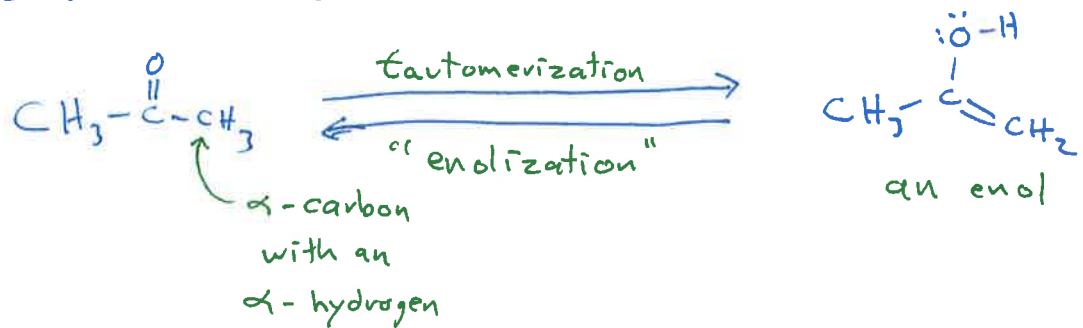 O
CH3-C-CH3
tautomerization
"enolization"
:Ö-H
CH3-C=CH2
an enol
α-carbon
with an
α-hydrogen